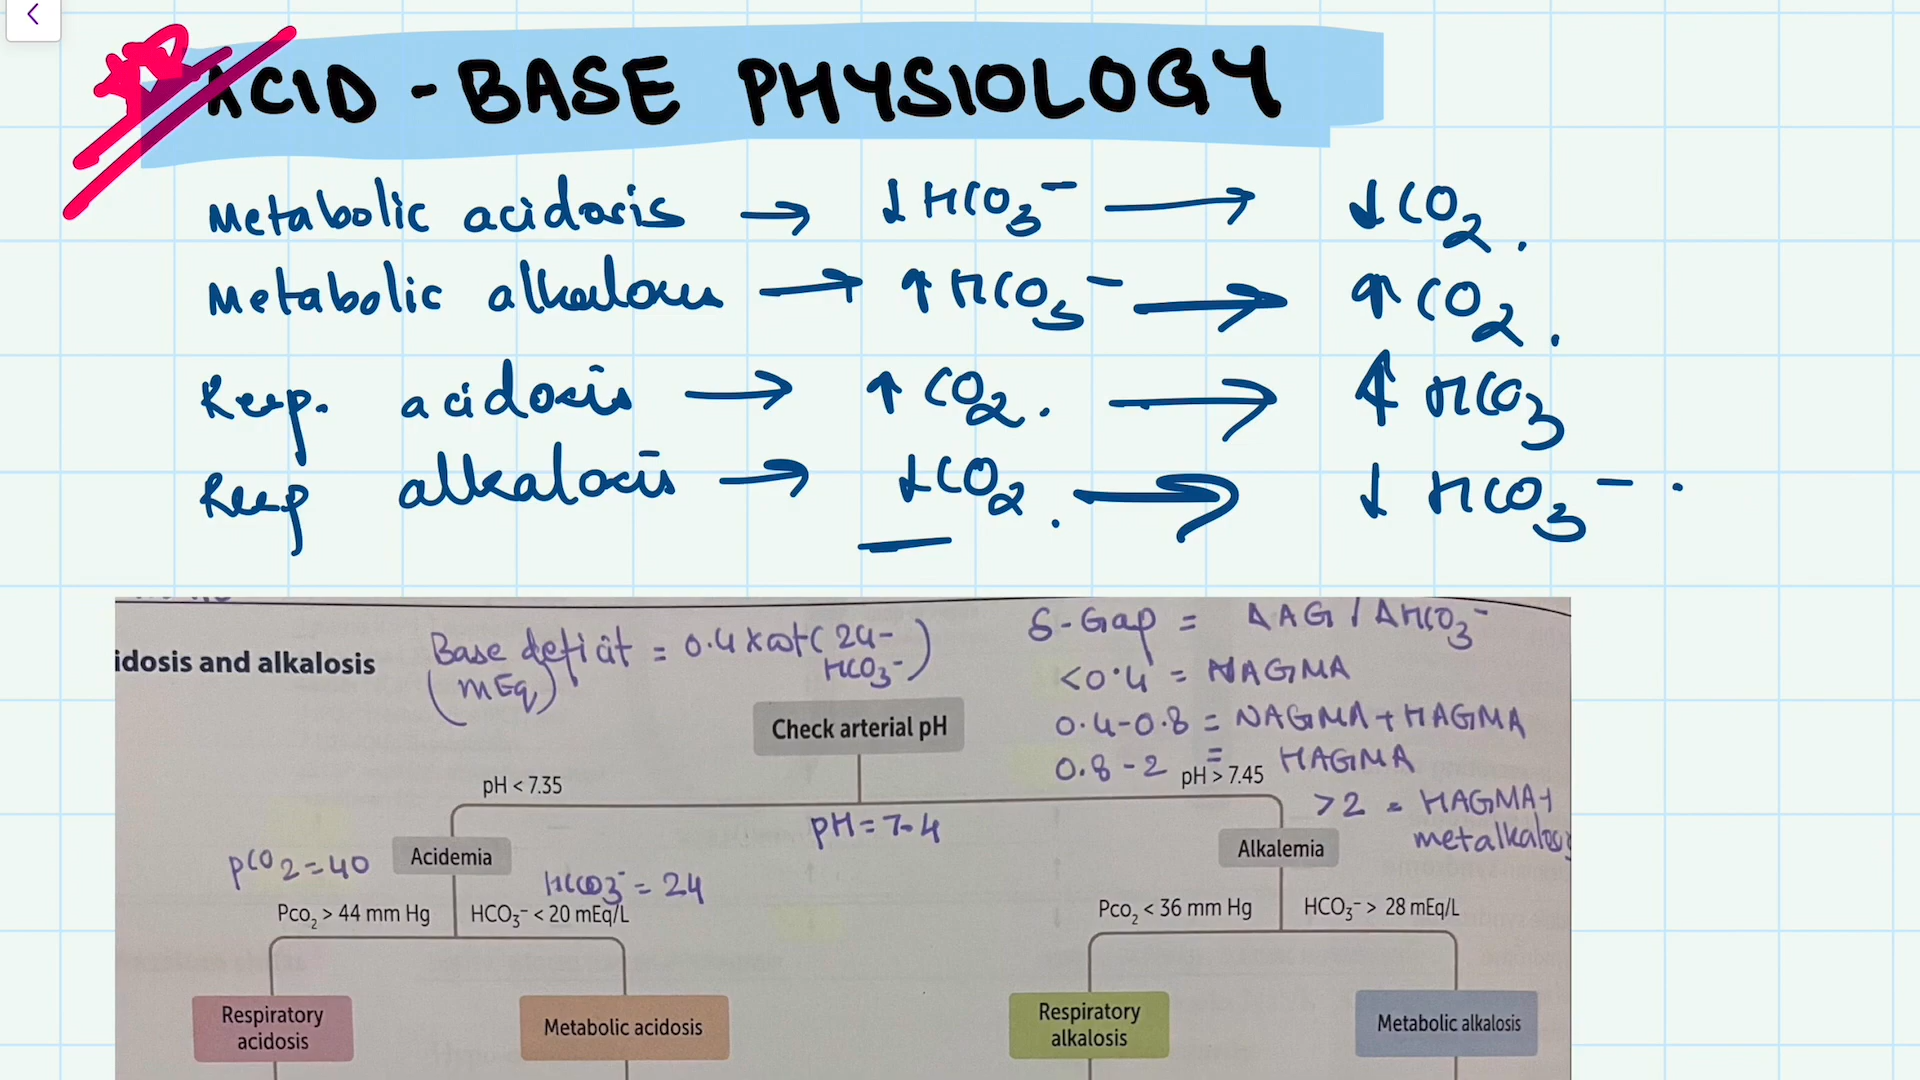 ACID - BASE PHYSIOLOGY
Metabolic acidosis → ↓ HCO3⁻ → ↓ CO2.
Metabolic alkalosis → ↑ HCO3⁻ → ↑ CO2.
Resp. acidosis → ↑ CO2. → ↑ HCO3
Resp alkalosis → ↓ CO2. → ↓ HCO3⁻.
idosis and alkalosis
Base deficit = 0.4 x wt ( 24 - HCO3⁻ )
(mEq)
δ-Gap = ΔAG / ΔHCO3⁻
<0.4 = NAGMA
0.4-0.8 = NAGMA + HAGMA
0.8 - 2 = HAGMA
>2 = HAGMA +
metalkalosis
Check arterial pH
pH < 7.35
pH > 7.45
pH = 7.4
Acidemia
Alkalemia
pCO2 = 40
HCO3⁻ = 24
Pco2 > 44 mm Hg
HCO3⁻ < 20 mEq/L
Pco2 < 36 mm Hg
HCO3⁻ > 28 mEq/L
Respiratory
acidosis
Metabolic acidosis
Respiratory
alkalosis
Metabolic alkalosis